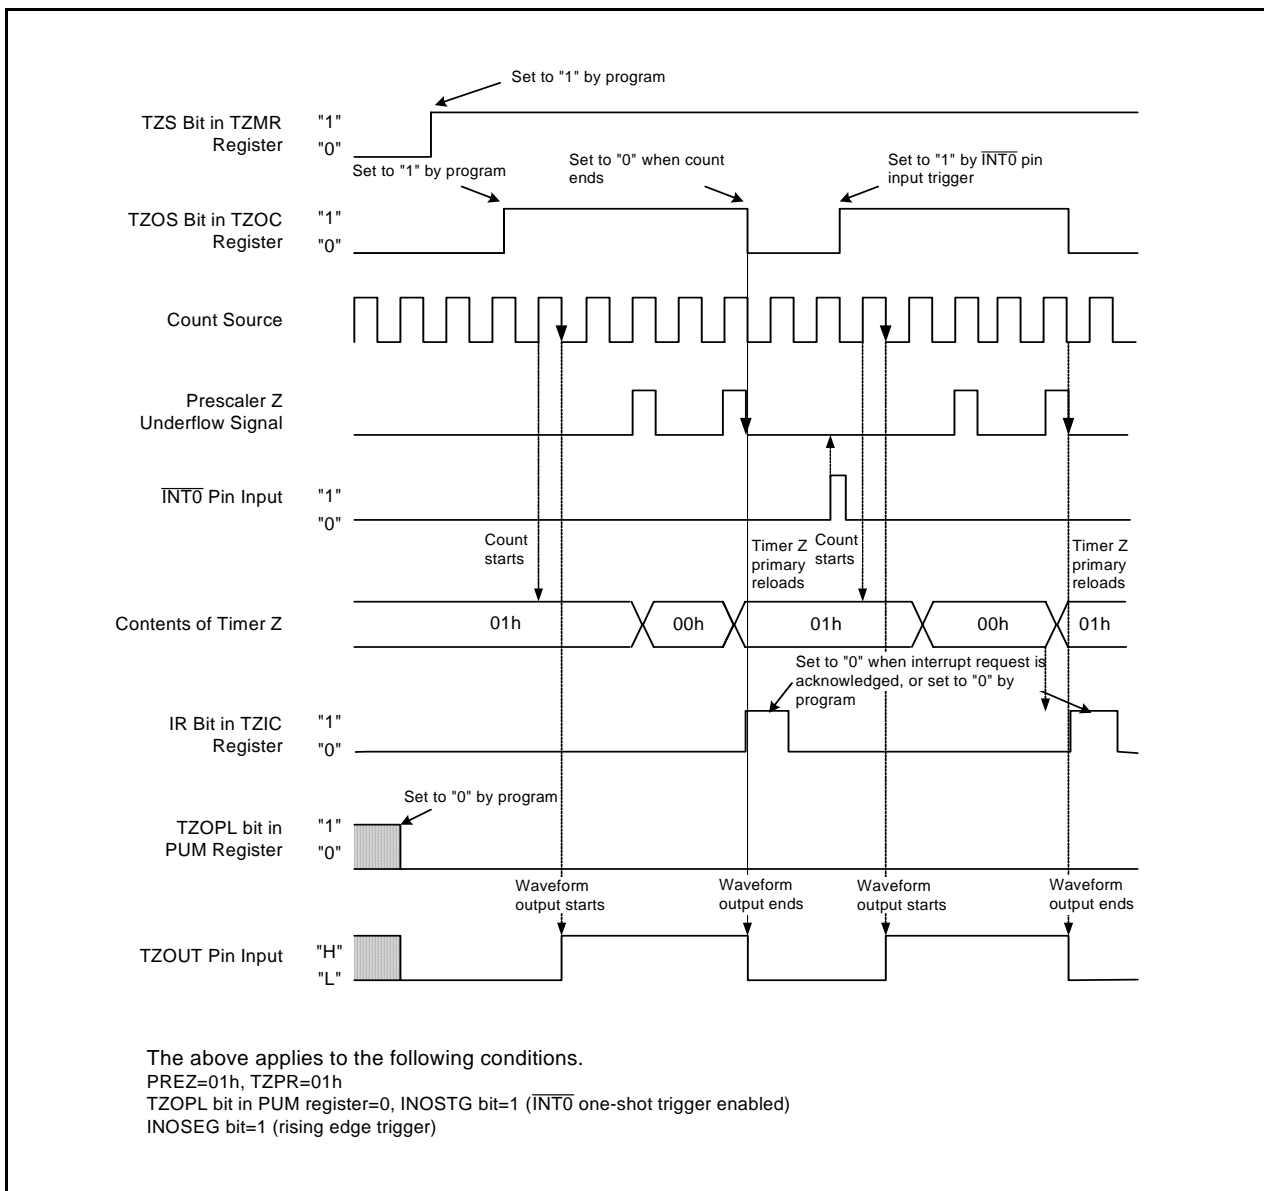 Set to "1" by program
TZS Bit in TZMR
Register
"1"
"0"
Set to "1" by program
Set to "0" when count
ends
Set to "1" by INT0 pin
input trigger
TZOS Bit in TZOC
Register
"1"
"0"
Count Source
Prescaler Z
Underflow Signal
INT0 Pin Input
"1"
"0"
Count
starts
Timer Z
primary
reloads
Count
starts
Timer Z
primary
reloads
Contents of Timer Z
01h
00h
01h
00h
01h
Set to "0" when interrupt request is
acknowledged, or set to "0" by
program
IR Bit in TZIC
Register
"1"
"0"
Set to "0" by program
TZOPL bit in
PUM Register
"1"
"0"
Waveform
output starts
Waveform
output ends
Waveform
output starts
Waveform
output ends
TZOUT Pin Input
"H"
"L"
The above applies to the following conditions.
PREZ=01h, TZPR=01h
TZOPL bit in PUM register=0, INOSTG bit=1 (INT0 one-shot trigger enabled)
INOSEG bit=1 (rising edge trigger)